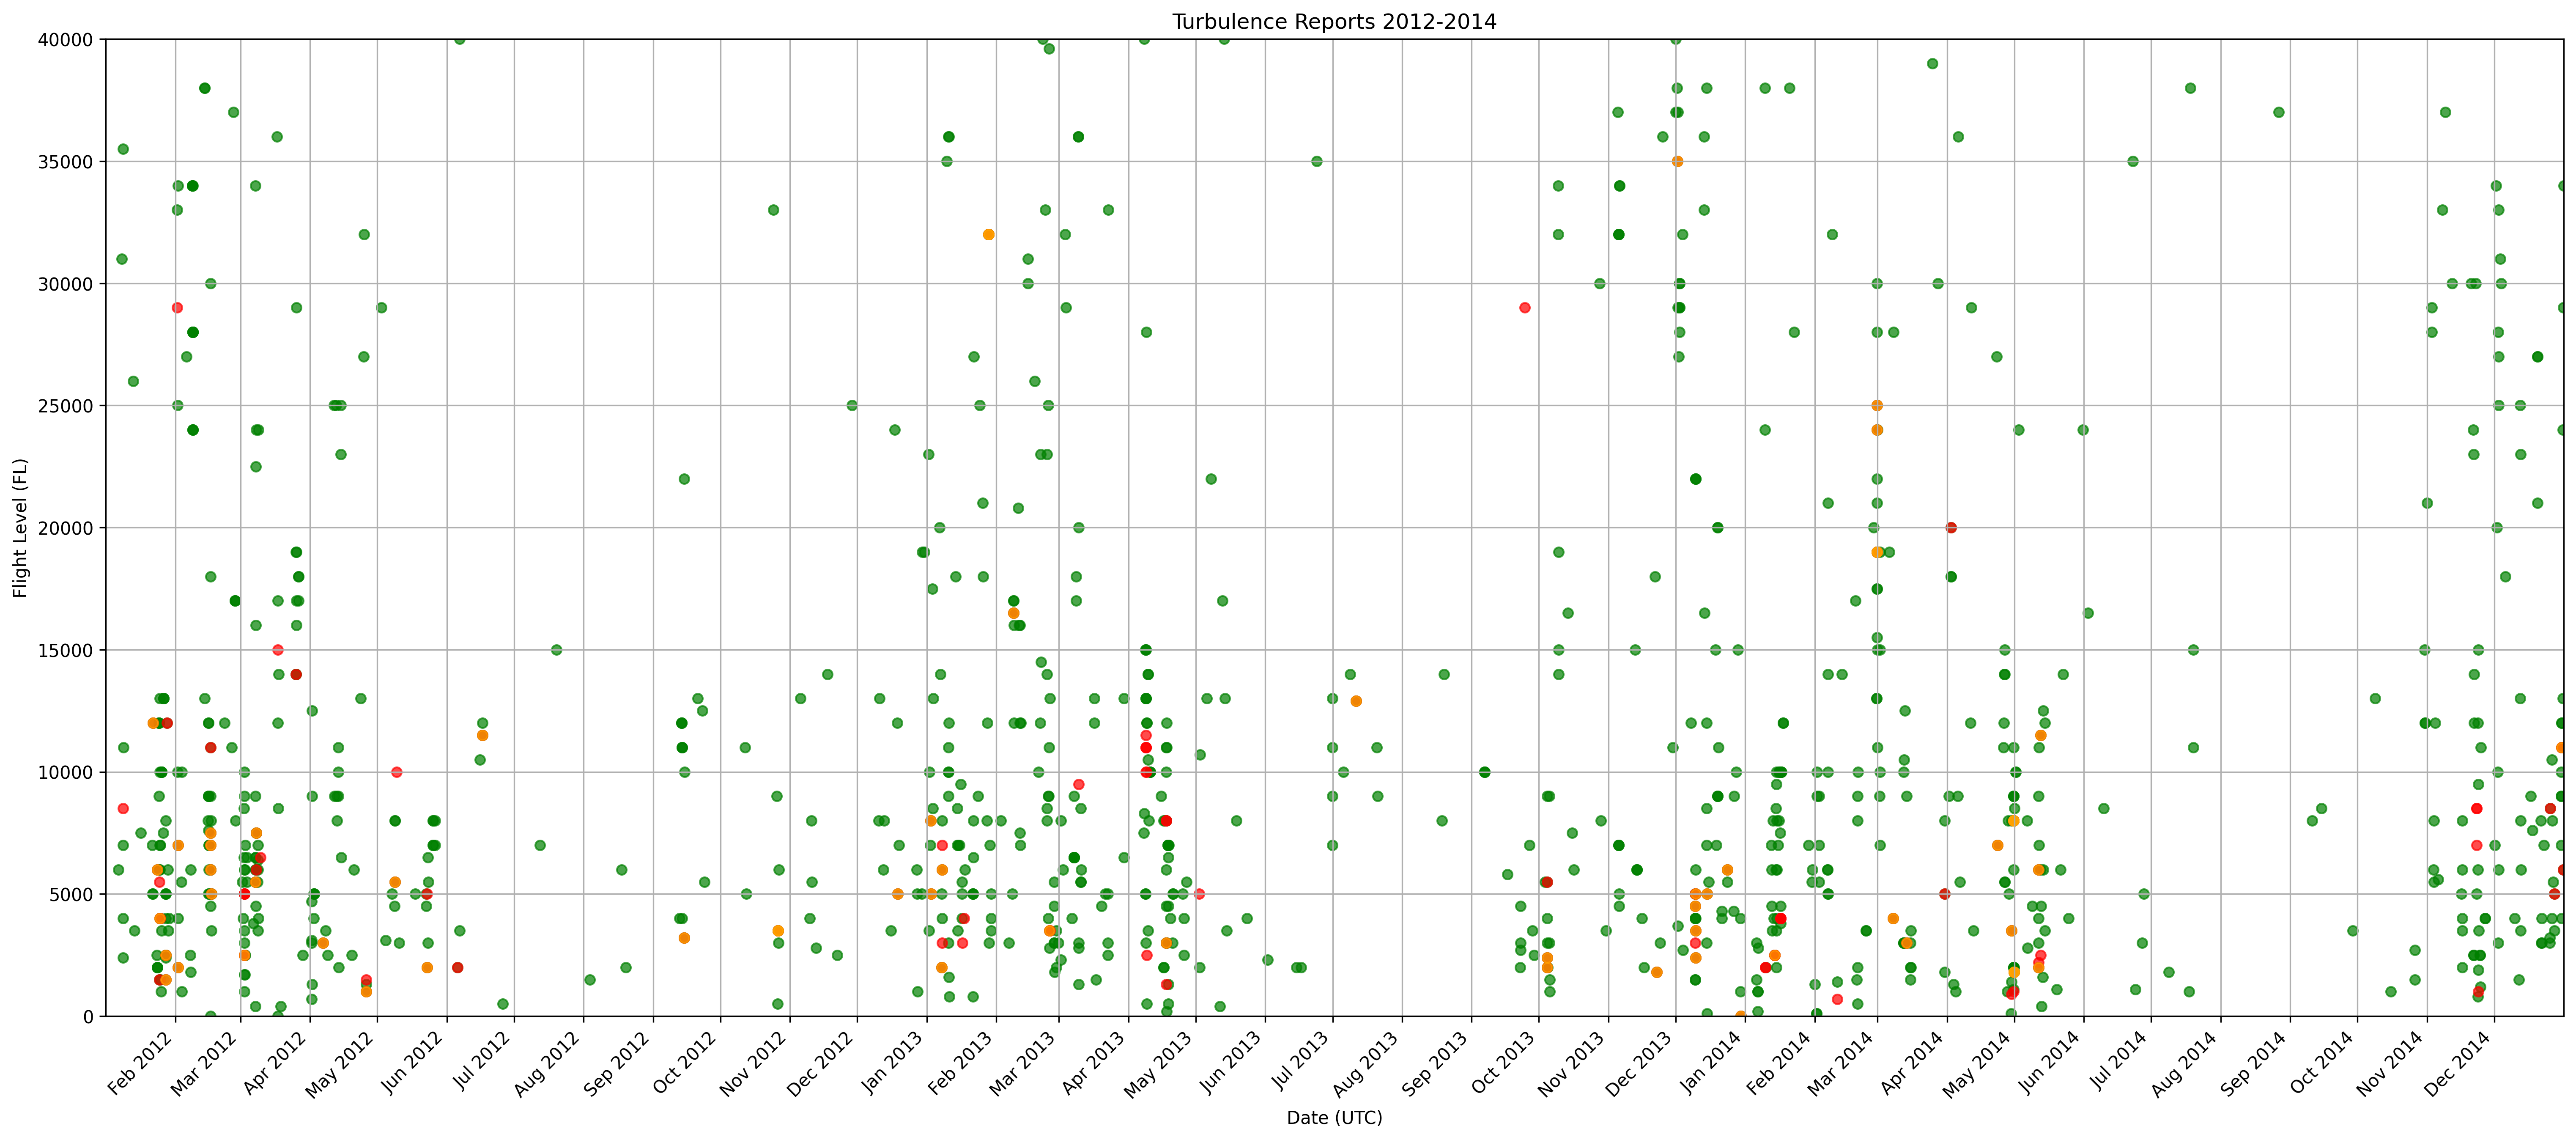 Turbulence Reports 2012-2014
Flight Level (FL)
40000
35000
30000
25000
20000
15000
10000
5000
0
Feb 2012
Mar 2012
Apr 2012
May 2012
Jun 2012
Jul 2012
Aug 2012
Sep 2012
Oct 2012
Nov 2012
Dec 2012
Jan 2013
Feb 2013
Mar 2013
Apr 2013
May 2013
Jun 2013
Jul 2013
Aug 2013
Sep 2013
Oct 2013
Nov 2013
Dec 2013
Jan 2014
Feb 2014
Mar 2014
Apr 2014
May 2014
Jun 2014
Jul 2014
Aug 2014
Sep 2014
Oct 2014
Nov 2014
Dec 2014
Date (UTC)